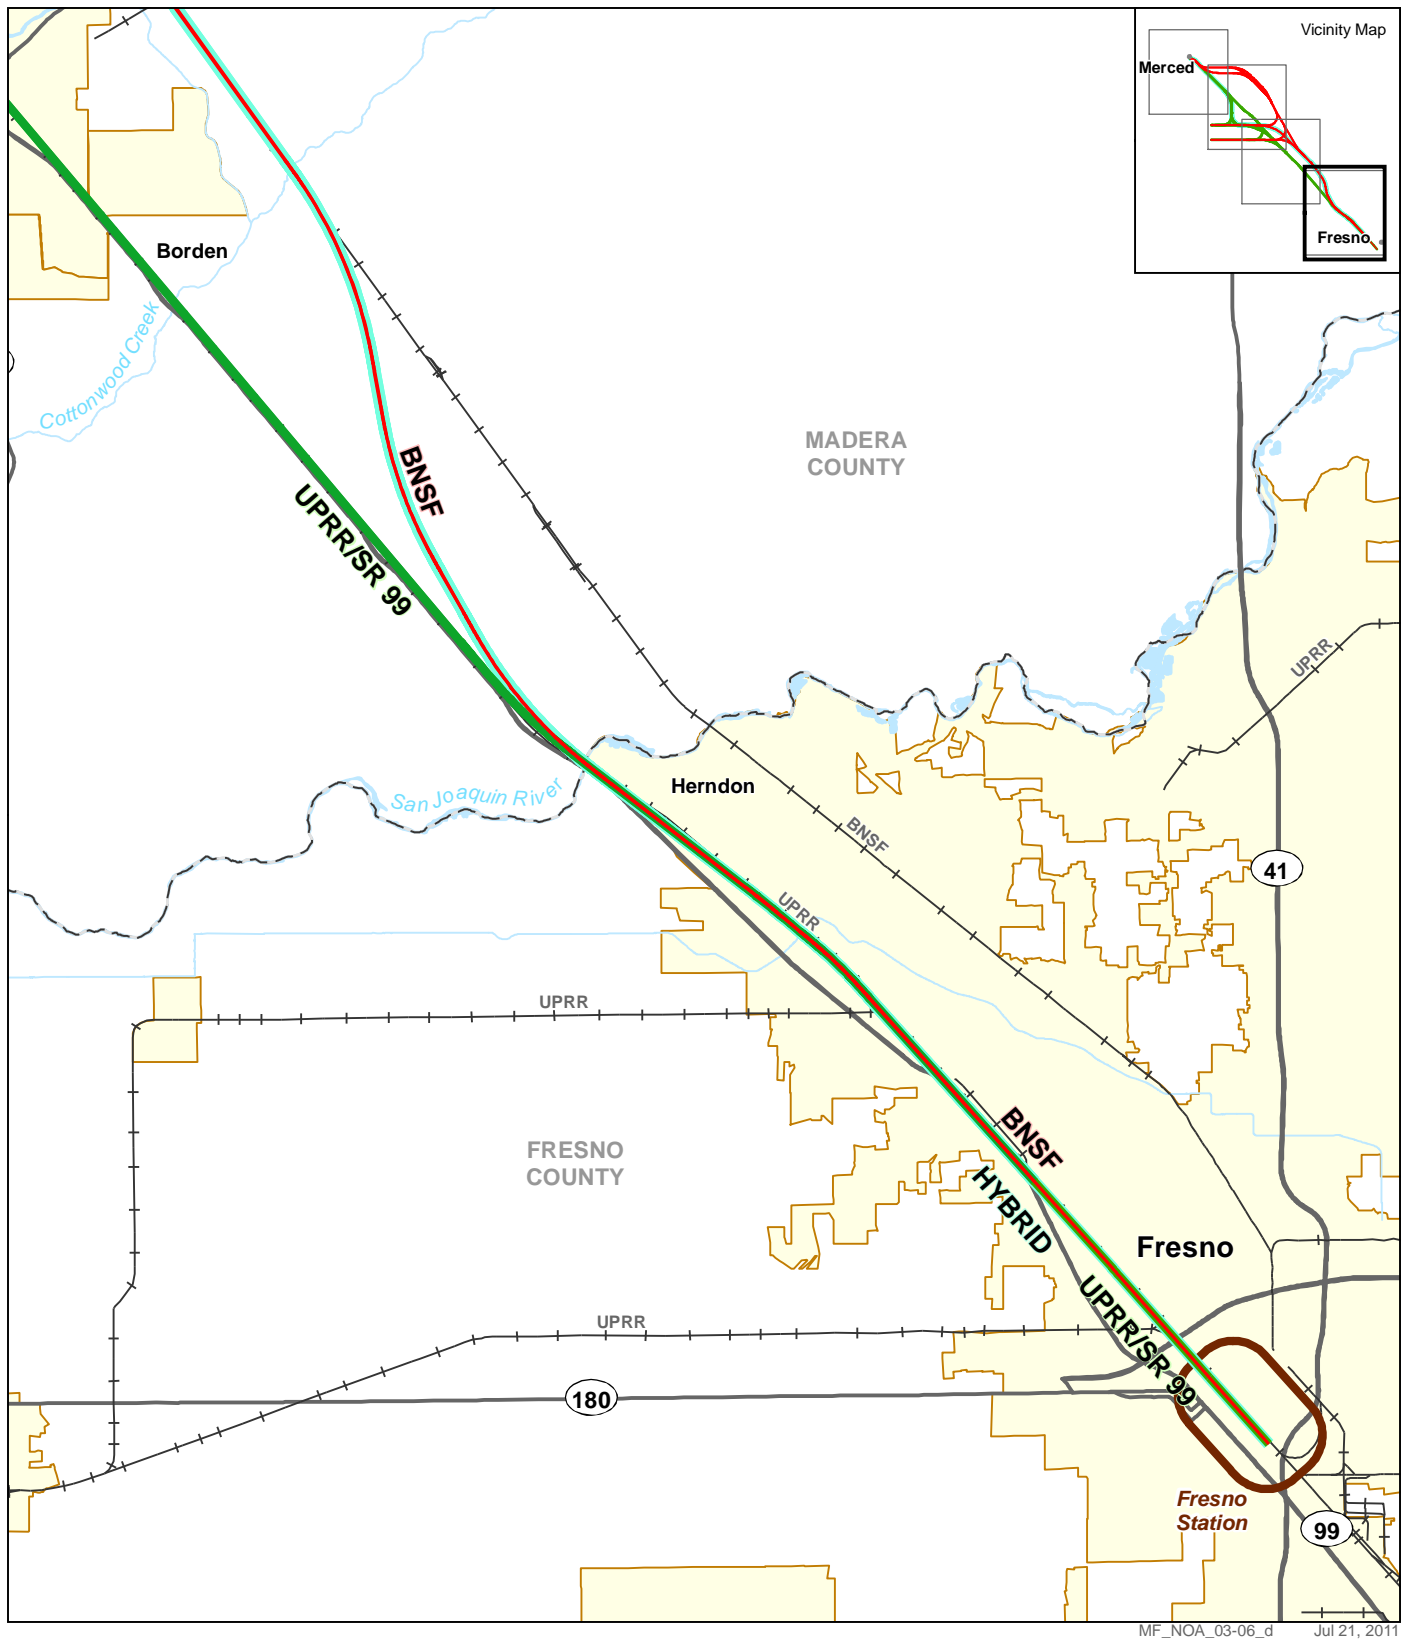 Vicinity Map
Merced
Fresno
Borden
Cottonwood Creek
MADERA
COUNTY
BNSF
UPRR/SR 99
UPRR
San Joaquin River
Herndon
BNSF
41
UPRR
UPRR
FRESNO
COUNTY
BNSF
HYBRID
Fresno
UPRR/SR 99
UPRR
180
Fresno
Station
99
MF_NOA_03-06_d
Jul 21, 2011